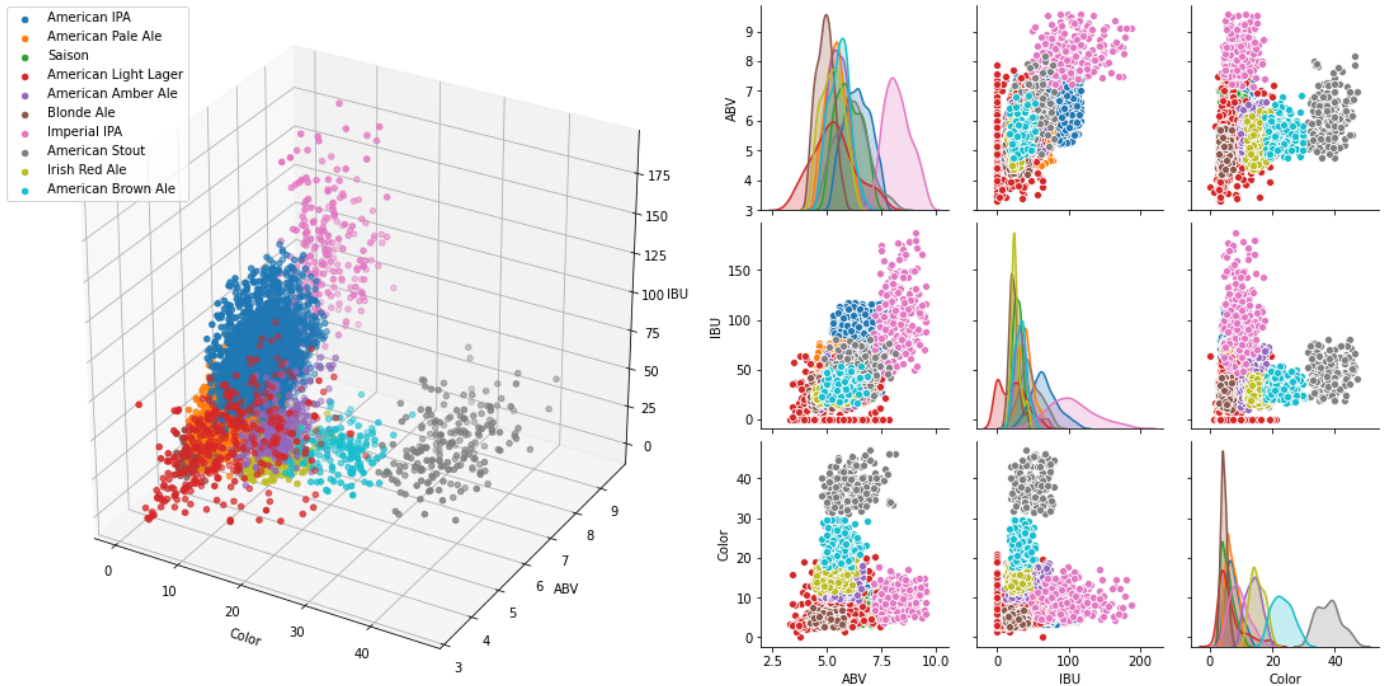 American IPA
American Pale Ale
Saison
American Light Lager
American Amber Ale
Blonde Ale
Imperial IPA
American Stout
Irish Red Ale
American Brown Ale
175
150
125
100 IBU
75
50
25
0
0
10
20
30
40
Color
3
4
5
6
7
8
9
ABV
9
8
7
6
5
4
3
ABV
150
100
50
0
IBU
40
30
20
10
0
Color
2.5 5.0 7.5 10.0
ABV
0 100 200
IBU
0 20 40
Color